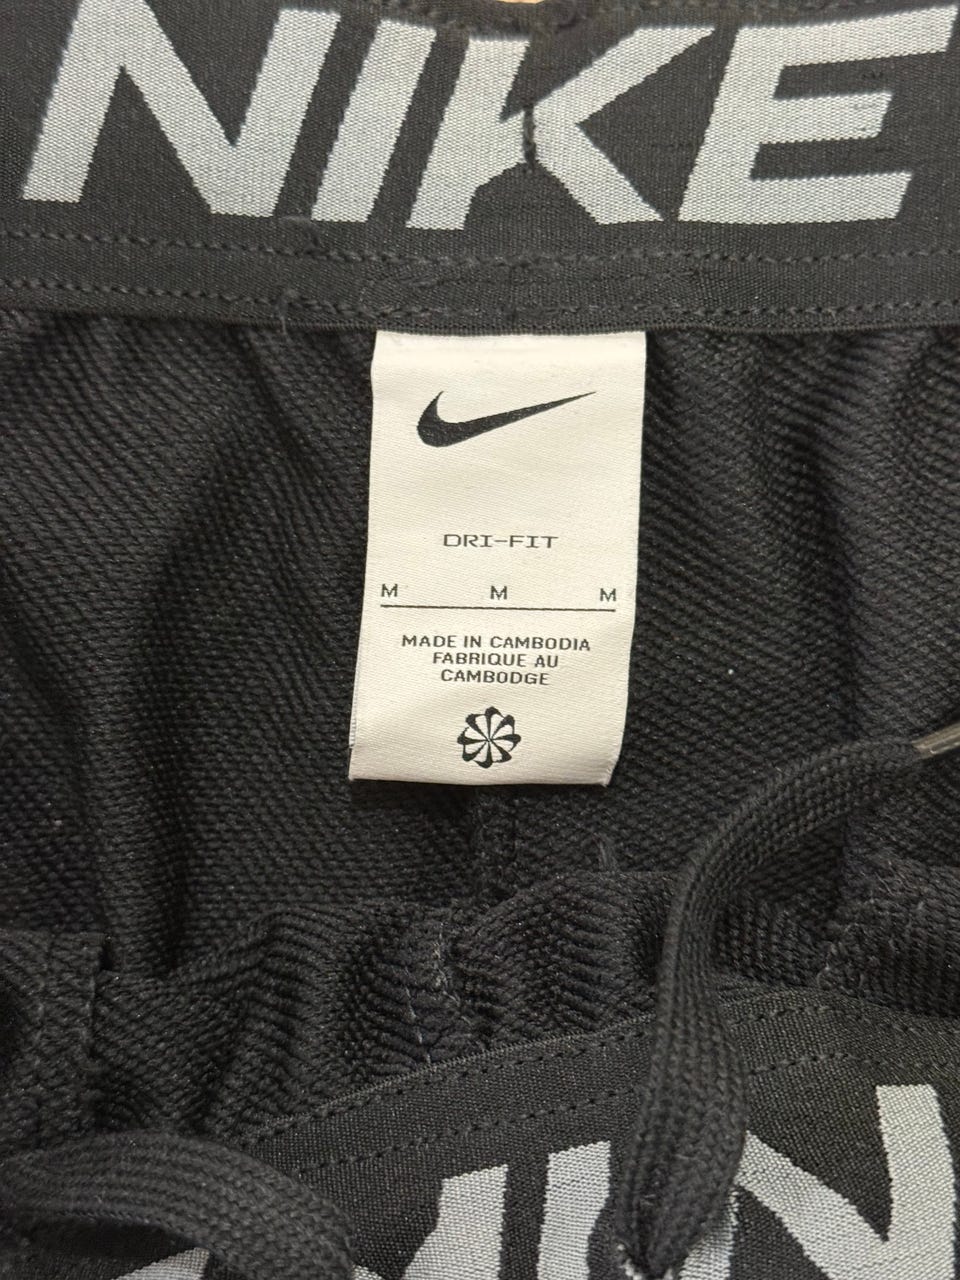 NIKE
DRI-FIT
M M M
MADE IN CAMBODIA
FABRIQUE AU
CAMBODGE